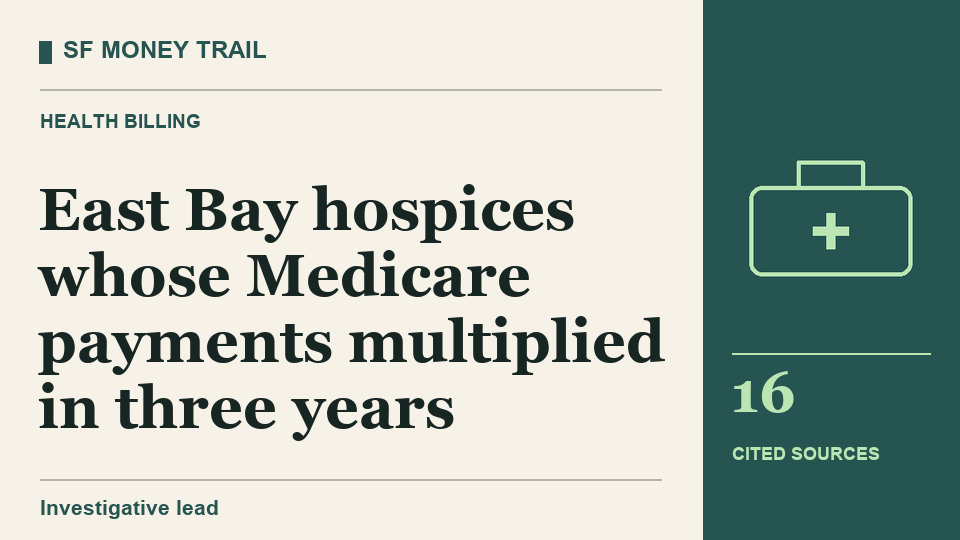 SF MONEY TRAIL
HEALTH BILLING
East Bay hospices
whose Medicare
payments multiplied
in three years
Investigative lead
16
CITED SOURCES